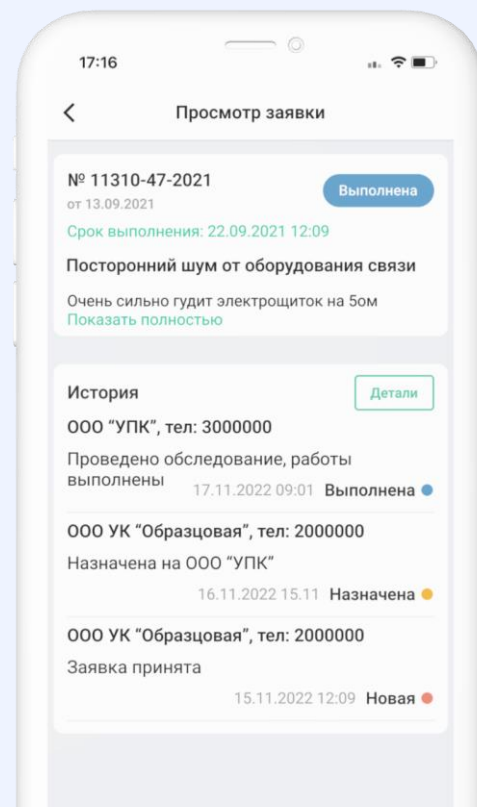 17:16
Просмотр заявки
№ 11310-47-2021
Выполнена
от 13.09.2021
Срок выполнения: 22.09.2021 12:09
Посторонний шум от оборудования связи
Очень сильно гудит электрощиток на 5ом
Показать полностью
История
Детали
ООО “УПК”, тел: 3000000
Проведено обследование, работы
выполнены
17.11.2022 09:01 Выполнена
ООО УК “Образцовая”, тел: 2000000
Назначена на ООО “УПК”
16.11.2022 15.11 Назначена
ООО УК “Образцовая”, тел: 2000000
Заявка принята
15.11.2022 12:09 Новая